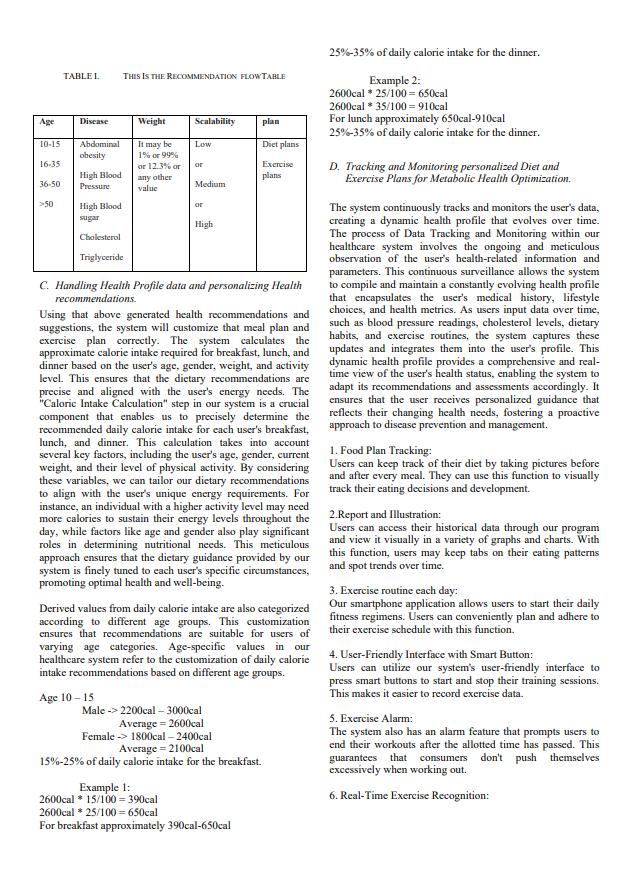 TABLE I. THIS IS THE RECOMMENDATION FLOWTABLE
Age Disease Weight Scalability plan
10-15
16-35
36-50
>50
Abdominal
obesity
High Blood
Pressure
High Blood
sugar
Cholesterol
Triglyceride
It may be
1% or 99%
or 12.3% or
any other
value
Low
or
Medium
or
High
Diet plans
Exercise
plans
C. Handling Health Profile data and personalizing Health
recommendations.
Using that above generated health recommendations and
suggestions, the system will customize that meal plan and
exercise plan correctly. The system calculates the
approximate calorie intake required for breakfast, lunch, and
dinner based on the user's age, gender, weight, and activity
level. This ensures that the dietary recommendations are
precise and aligned with the user's energy needs. The
"Caloric Intake Calculation" step in our system is a crucial
component that enables us to precisely determine the
recommended daily calorie intake for each user's breakfast,
lunch, and dinner. This calculation takes into account
several key factors, including the user's age, gender, current
weight, and their level of physical activity. By considering
these variables, we can tailor our dietary recommendations
to align with the user's unique energy requirements. For
instance, an individual with a higher activity level may need
more calories to sustain their energy levels throughout the
day, while factors like age and gender also play significant
roles in determining nutritional needs. This meticulous
approach ensures that the dietary guidance provided by our
system is finely tuned to each user's specific circumstances,
promoting optimal health and well-being.
Derived values from daily calorie intake are also categorized
according to different age groups. This customization
ensures that recommendations are suitable for users of
varying age categories. Age-specific values in our
healthcare system refer to the customization of daily calorie
intake recommendations based on different age groups.
Age 10 – 15
Male -> 2200cal – 3000cal
Average = 2600cal
Female -> 1800cal – 2400cal
Average = 2100cal
15%-25% of daily calorie intake for the breakfast.
Example 1:
2600cal * 15/100 = 390cal
2600cal * 25/100 = 650cal
For breakfast approximately 390cal-650cal
25%-35% of daily calorie intake for the dinner.
Example 2:
2600cal * 25/100 = 650cal
2600cal * 35/100 = 910cal
For lunch approximately 650cal-910cal
25%-35% of daily calorie intake for the dinner.
D. Tracking and Monitoring personalized Diet and
Exercise Plans for Metabolic Health Optimization.
The system continuously tracks and monitors the user's data,
creating a dynamic health profile that evolves over time.
The process of Data Tracking and Monitoring within our
healthcare system involves the ongoing and meticulous
observation of the user's health-related information and
parameters. This continuous surveillance allows the system
to compile and maintain a constantly evolving health profile
that encapsulates the user's medical history, lifestyle
choices, and health metrics. As users input data over time,
such as blood pressure readings, cholesterol levels, dietary
habits, and exercise routines, the system captures these
updates and integrates them into the user's profile. This
dynamic health profile provides a comprehensive and real-
time view of the user's health status, enabling the system to
adapt its recommendations and assessments accordingly. It
ensures that the user receives personalized guidance that
reflects their changing health needs, fostering a proactive
approach to disease prevention and management.
1. Food Plan Tracking:
Users can keep track of their diet by taking pictures before
and after every meal. They can use this function to visually
track their eating decisions and development.
2.Report and Illustration:
Users can access their historical data through our program
and view it visually in a variety of graphs and charts. With
this function, users may keep tabs on their eating patterns
and spot trends over time.
3. Exercise routine each day:
Our smartphone application allows users to start their daily
fitness regimens. Users can conveniently plan and adhere to
their exercise schedule with this function.
4. User-Friendly Interface with Smart Button:
Users can utilize our system's user-friendly interface to
press smart buttons to start and stop their training sessions.
This makes it easier to record exercise data.
5. Exercise Alarm:
The system also has an alarm feature that prompts users to
end their workouts after the allotted time has passed. This
guarantees that consumers don't push themselves
excessively when working out.
6. Real-Time Exercise Recognition: